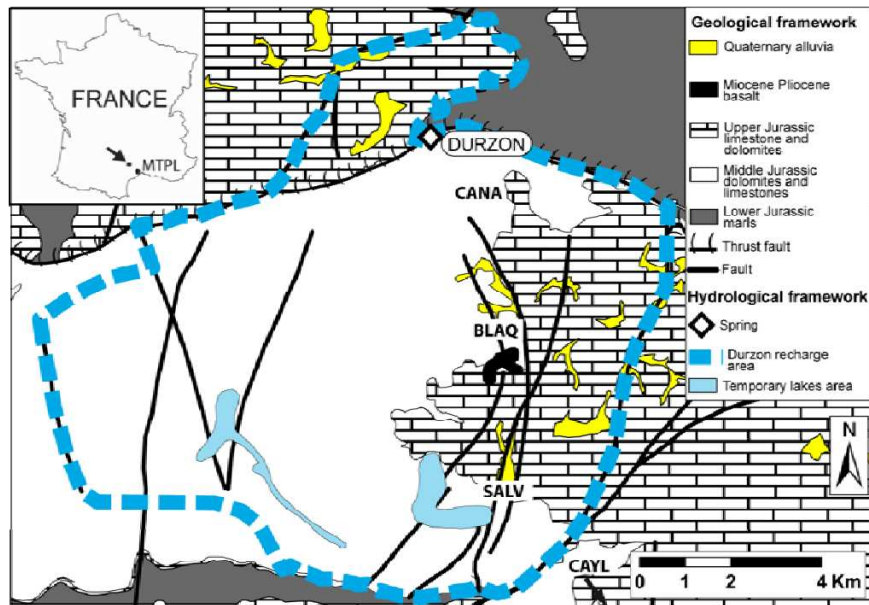 FRANCE
MTPL
DURZON
CANA
BLAQ
SALV
CAYL
Geological framework
Quaternary alluvia
Miocene Pliocene
basalt
Upper Jurassic
limestone and
dolomites
Middle Jurassic
dolomites and
limestones
Lower Jurassic
marls
Thrust fault
Fault
Hydrological framework
Spring
Durzon recharge
area
Temporary lakes area
N
0 1 2 4 Km